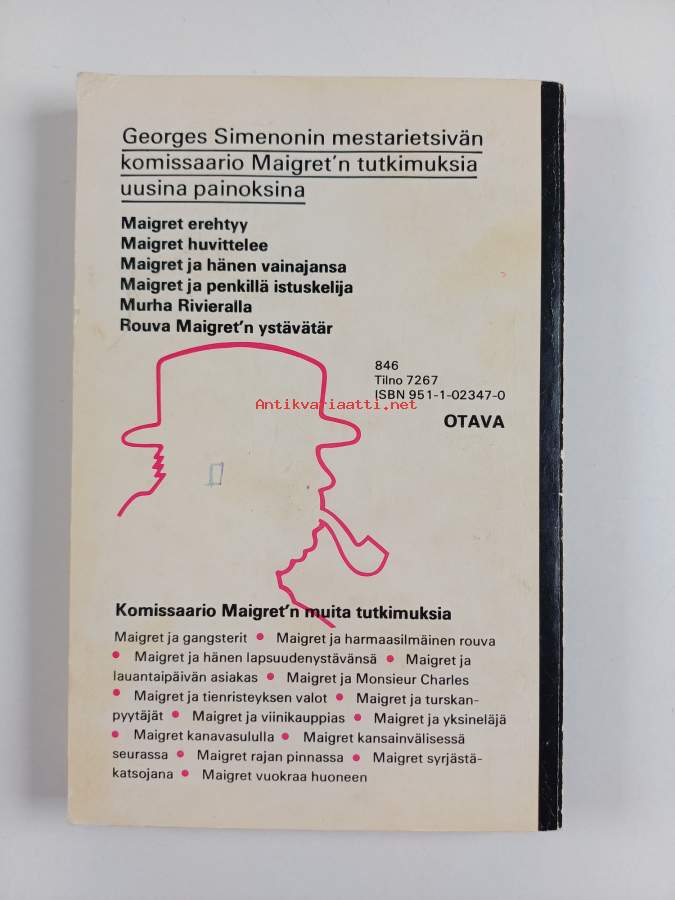 Georges Simenonin mestarietsivän
komissaario Maigret'n tutkimuksia
uusina painoksina
Maigret erehtyy
Maigret huvittelee
Maigret ja hänen vainajansa
Maigret ja penkillä istuskelija
Murha Rivieralla
Rouva Maigret'n ystävätär
846
Tilno 7267
ISBN 951-1-02347-0
Antikvariaatti.net
OTAVA
Komissaario Maigret'n muita tutkimuksia
Maigret ja gangsterit • Maigret ja harmaasilmäinen rouva
• Maigret ja hänen lapsuudenystävänsä • Maigret ja
lauantaipäivän asiakas • Maigret ja Monsieur Charles
• Maigret ja tienristeyksen valot • Maigret ja turskan-
pyytäjät • Maigret ja viinikauppias • Maigret ja yksineläjä
• Maigret kanavasululla • Maigret kansainvälisessä
seurassa • Maigret rajan pinnassa • Maigret syrjästä-
katsojana • Maigret vuokraa huoneen